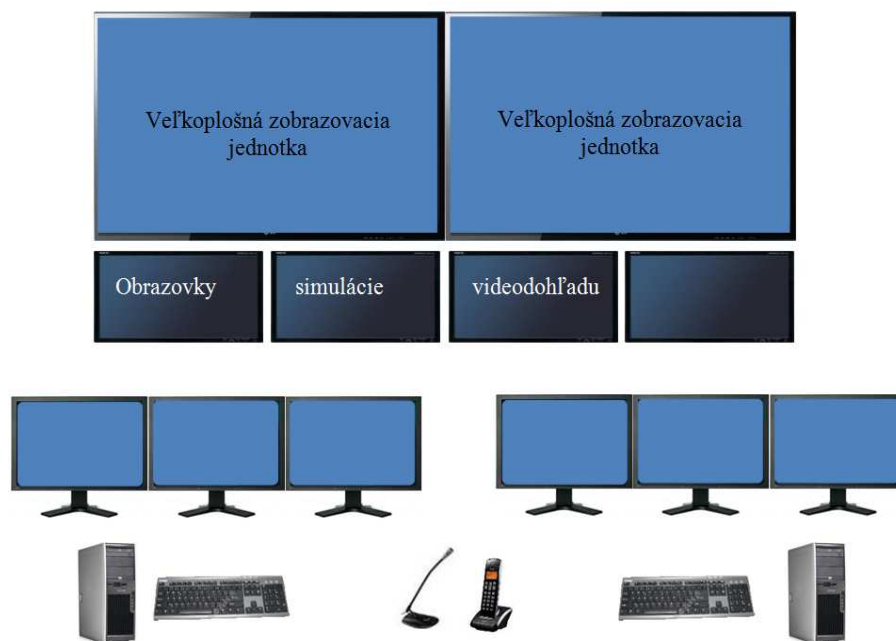 Veľkoplošná zobrazovacia
jednotka
Veľkoplošná zobrazovacia
jednotka
Obrazovky
simulácie
videodohľadu